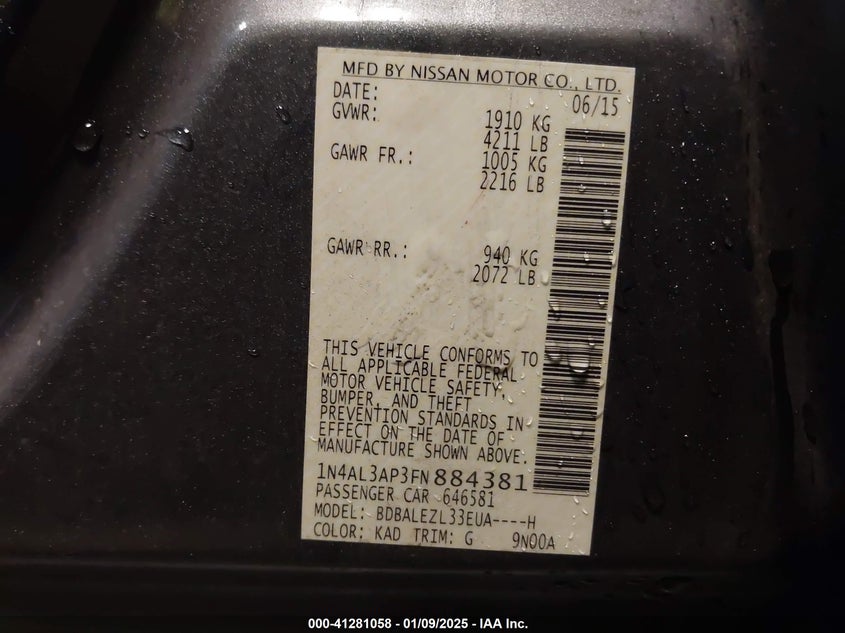 MFD BY NISSAN MOTOR CO., LTD.
DATE: 06/15
GVWR: 1910 KG
4211 LB
GAWR FR.: 1005 KG
2216 LB
GAWR RR.: 940 KG
2072 LB
THIS VEHICLE CONFORMS TO
ALL APPLICABLE FEDERAL
MOTOR VEHICLE SAFETY,
BUMPER, AND THEFT
PREVENTION STANDARDS IN
EFFECT ON THE DATE OF
MANUFACTURE SHOWN ABOVE.
1N4AL3AP3FN884381
PASSENGER CAR 646581
MODEL: BDBALEZL33EUA----H
COLOR: KAD TRIM: G 9N00A
000-41281058 - 01/09/2025 - IAA Inc.